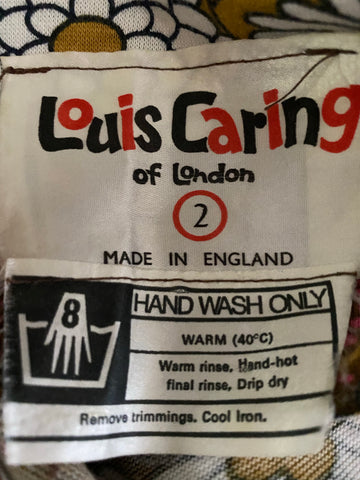 Louis Caring
of London
2
MADE IN ENGLAND
8
HAND WASH ONLY
WARM (40°C)
Warm rinse, Hand-hot
final rinse, Drip dry
Remove trimmings. Cool Iron.